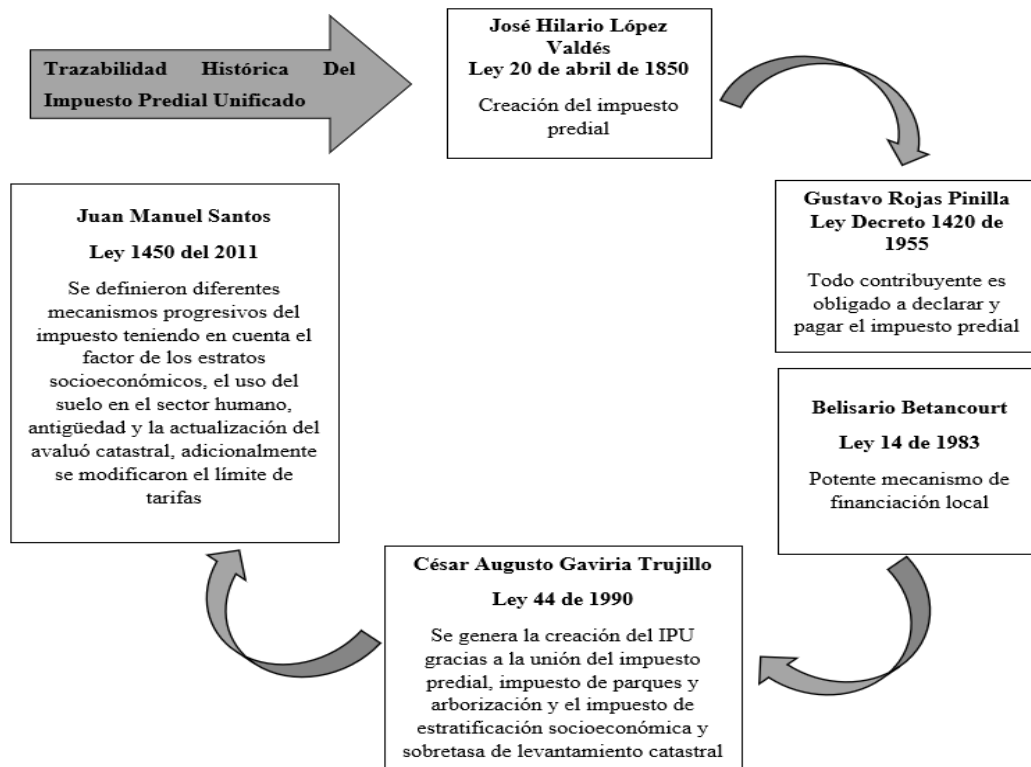 Trazabilidad Histórica Del
Impuesto Predial Unificado
José Hilario López
Valdés
Ley 20 de abril de 1850
Creación del impuesto
predial
Gustavo Rojas Pinilla
Ley Decreto 1420 de
1955
Todo contribuyente es
obligado a declarar y
pagar el impuesto predial
Belisario Betancourt
Ley 14 de 1983
Potente mecanismo de
financiación local
César Augusto Gaviria Trujillo
Ley 44 de 1990
Se genera la creación del IPU
gracias a la unión del impuesto
predial, impuesto de parques y
arborización y el impuesto de
estratificación socioeconómica y
sobretasa de levantamiento catastral
Juan Manuel Santos
Ley 1450 del 2011
Se definieron diferentes
mecanismos progresivos del
impuesto teniendo en cuenta el
factor de los estratos
socioeconómicos, el uso del
suelo en el sector humano,
antigüedad y la actualización del
avaluó catastral, adicionalmente
se modificaron el límite de
tarifas